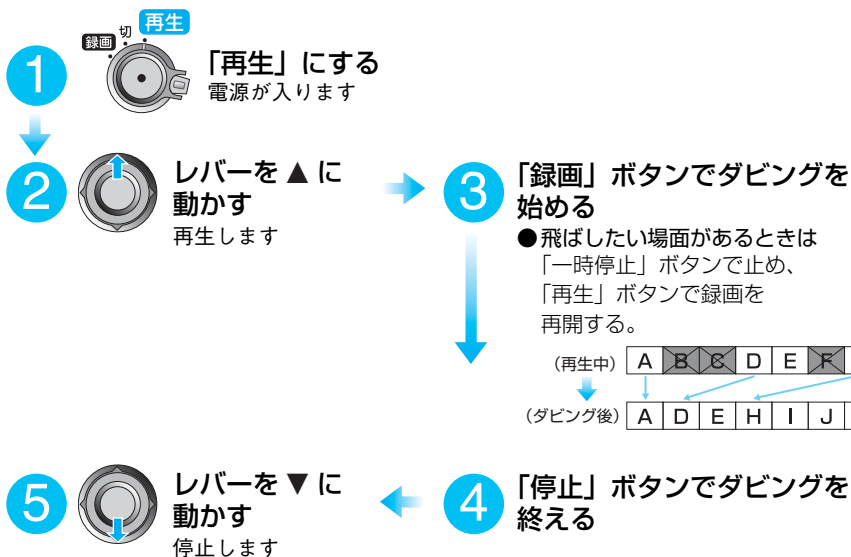 録画 切 再生
1
「再生」にする
電源が入ります
2
レバーを▲に
動かす
再生します
3
「録画」ボタンでダビングを
始める
●飛ばしたい場面があるときは
「一時停止」ボタンで止め、
「再生」ボタンで録画を
再開する。
(再生中) A B C D E F
(ダビング後) A D E H I J
4
「停止」ボタンでダビングを
終える
5
レバーを▼に
動かす
停止します